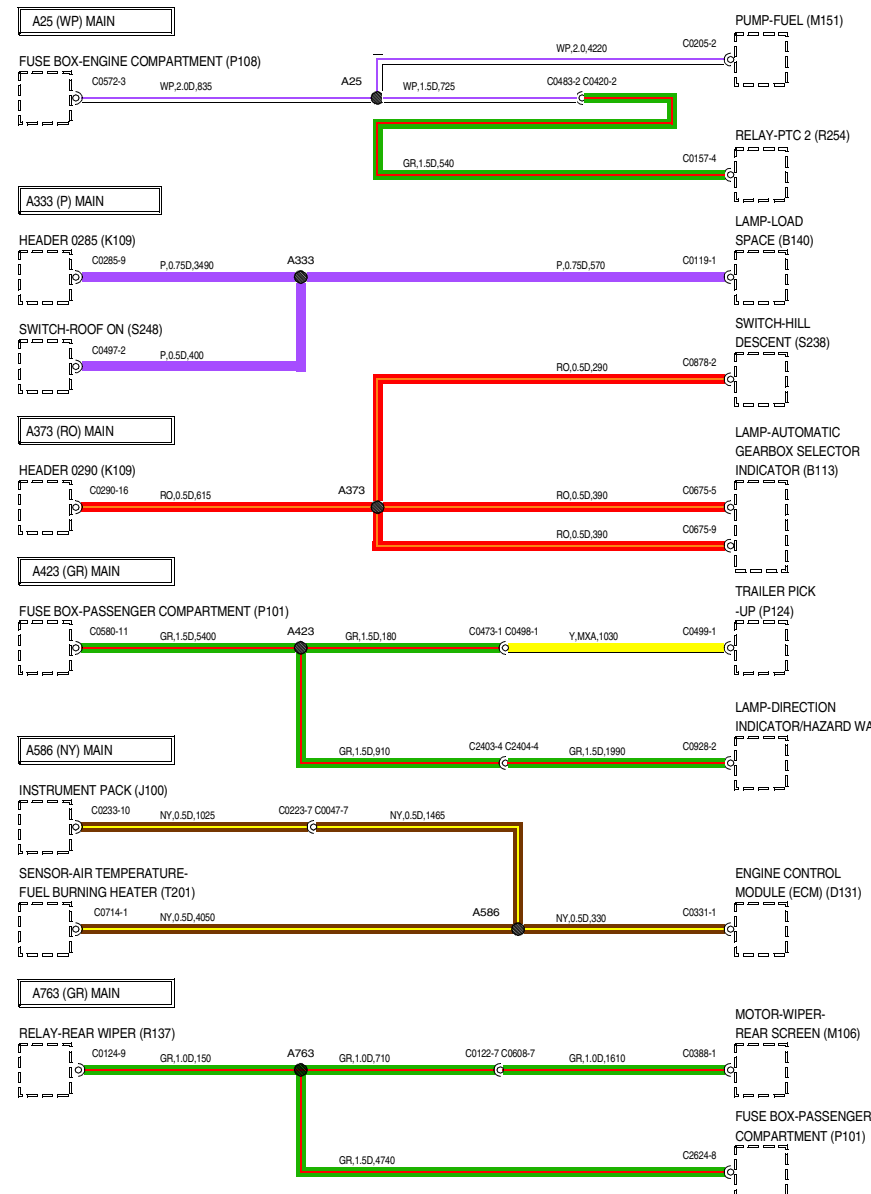 A25 (WP) MAIN
PUMP-FUEL (M151)
FUSE BOX-ENGINE COMPARTMENT (P108)
WP,2.0,4220
C0205-2
C0572-3
WP,2.0D,835
A25
WP,1.5D,725
C0483-2 C0420-2
RELAY-PTC 2 (R254)
GR,1.5D,540
C0157-4
A333 (P) MAIN
LAMP-LOAD
SPACE (B140)
HEADER 0285 (K109)
C0285-9
P,0.75D,3490
A333
P,0.75D,570
C0119-1
SWITCH-ROOF ON (S248)
C0497-2
P,0.5D,400
SWITCH-HILL
DESCENT (S238)
RO,0.5D,290
C0878-2
A373 (RO) MAIN
LAMP-AUTOMATIC
GEARBOX SELECTOR
INDICATOR (B113)
HEADER 0290 (K109)
C0290-16
RO,0.5D,615
A373
RO,0.5D,390
C0675-5
RO,0.5D,390
C0675-9
A423 (GR) MAIN
TRAILER PICK
-UP (P124)
FUSE BOX-PASSENGER COMPARTMENT (P101)
C0580-11
GR,1.5D,5400
A423
GR,1.5D,180
C0473-1 C0498-1
Y,MXA,1030
C0499-1
LAMP-DIRECTION
INDICATOR/HAZARD WA
GR,1.5D,910
C2403-4 C2404-4
GR,1.5D,1990
C0928-2
A586 (NY) MAIN
INSTRUMENT PACK (J100)
C0233-10
NY,0.5D,1025
C0223-7 C0047-7
NY,0.5D,1465
SENSOR-AIR TEMPERATURE-
FUEL BURNING HEATER (T201)
ENGINE CONTROL
MODULE (ECM) (D131)
C0714-1
NY,0.5D,4050
A586
NY,0.5D,330
C0331-1
A763 (GR) MAIN
MOTOR-WIPER-
REAR SCREEN (M106)
RELAY-REAR WIPER (R137)
C0124-9
GR,1.0D,150
A763
GR,1.0D,710
C0122-7 C0608-7
GR,1.0D,1610
C0388-1
FUSE BOX-PASSENGER
COMPARTMENT (P101)
GR,1.5D,4740
C2624-8